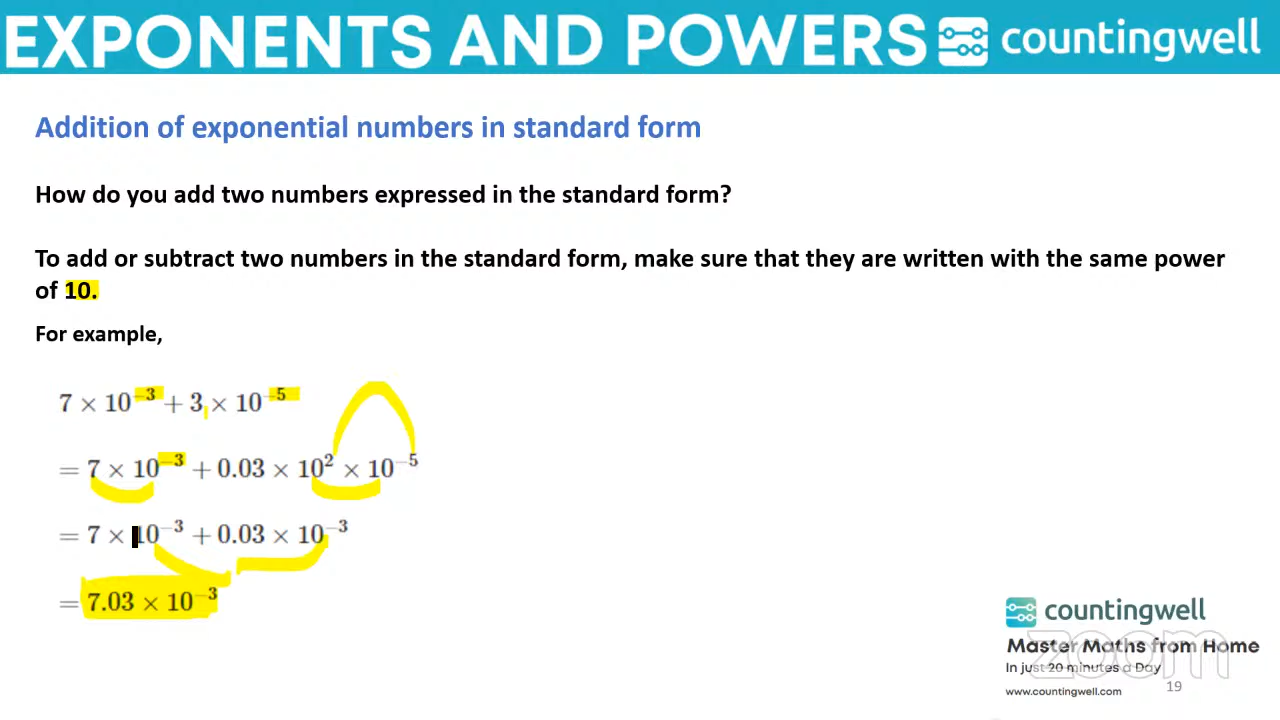 EXPONENTS AND POWERS countingwell
Addition of exponential numbers in standard form
How do you add two numbers expressed in the standard form?
To add or subtract two numbers in the standard form, make sure that they are written with the same power
of 10.
For example,
7 × 10⁻³ + 3 × 10⁻⁵
= 7 × 10⁻³ + 0.03 × 10² × 10⁻⁵
= 7 × 10⁻³ + 0.03 × 10⁻³
= 7.03 × 10⁻³
countingwell
Master Maths from Home
zoom
In just 20 minutes a Day
www.countingwell.com 19